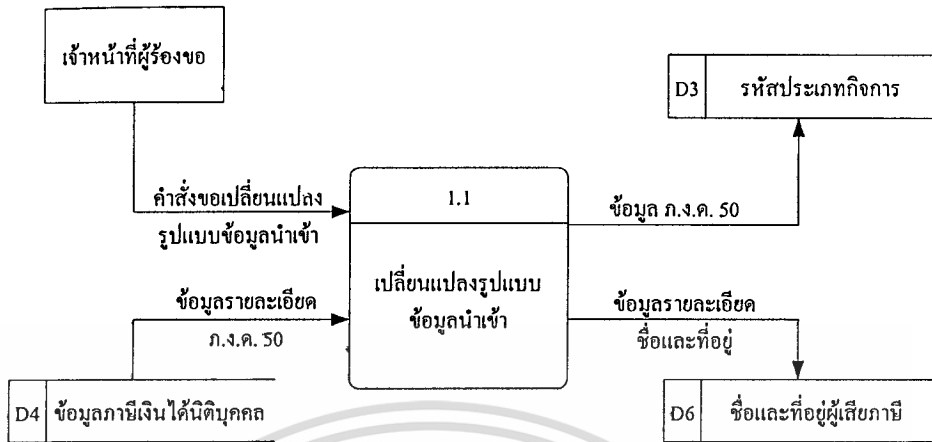 เจ้าหน้าที่ผู้ร้องขอ
D3 รหัสประเภทกิจการ
คำสั่งขอเปลี่ยนแปลง
รูปแบบข้อมูลนำเข้า
1.1
ข้อมูล ภ.ง.ด. 50
เปลี่ยนแปลงรูปแบบ
ข้อมูลนำเข้า
ข้อมูลรายละเอียด
ภ.ง.ด. 50
ข้อมูลรายละเอียด
ชื่อและที่อยู่
D4 ข้อมูลภาษีเงินได้นิติบุคคล
D6 ชื่อและที่อยู่ผู้เสียภาษี